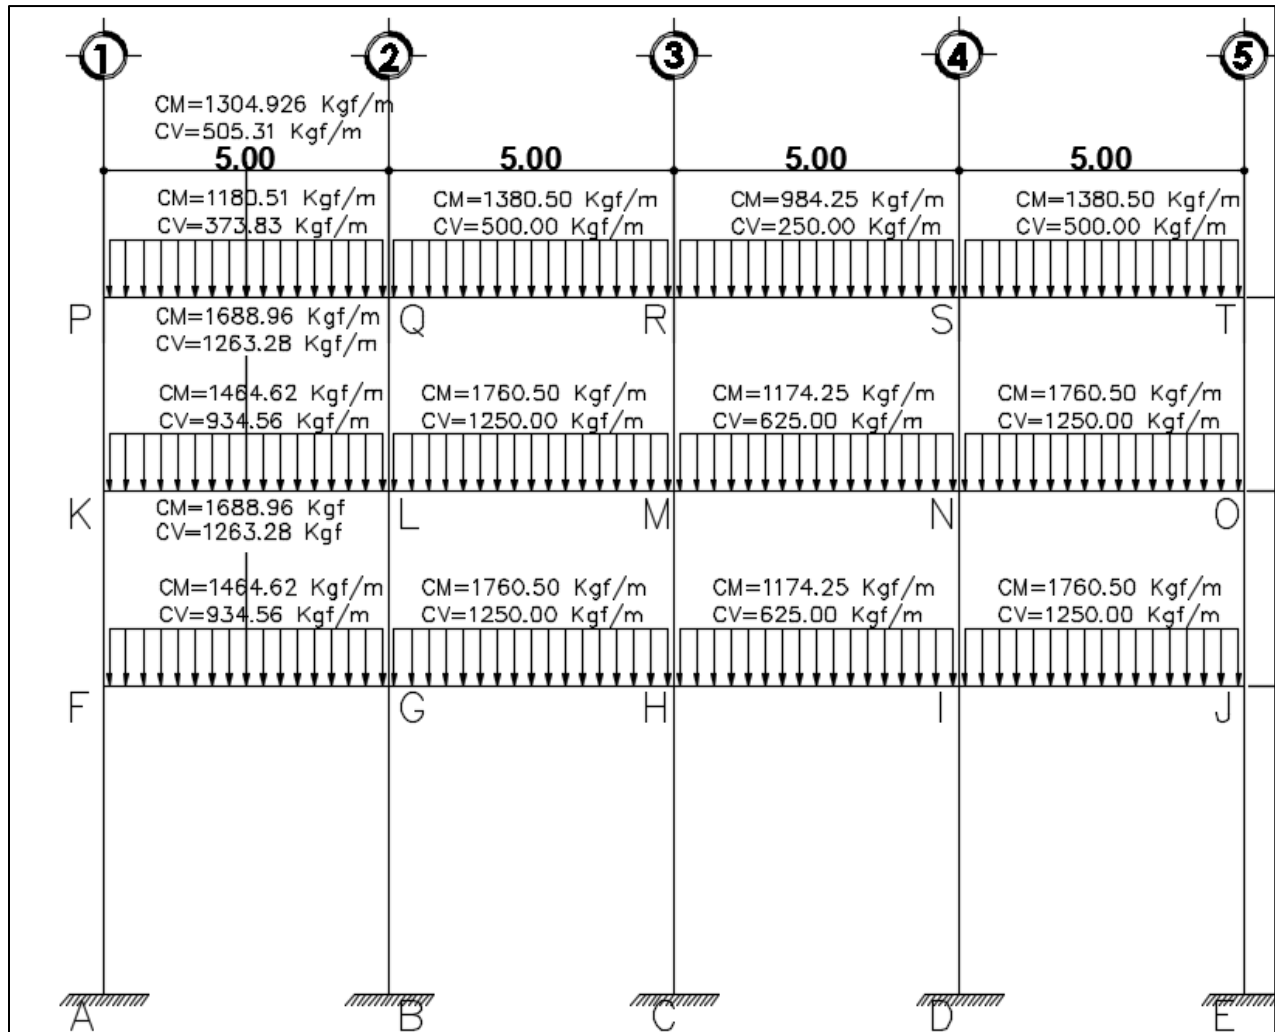 1 2 3 4 5
CM=1304.926 Kgf/m
CV=505.31 Kgf/m
5.00 5.00 5.00 5.00
CM=1180.51 Kgf/m CM=1380.50 Kgf/m CM=984.25 Kgf/m CM=1380.50 Kgf/m
CV=373.83 Kgf/m CV=500.00 Kgf/m CV=250.00 Kgf/m CV=500.00 Kgf/m
P Q R S T
CM=1688.96 Kgf/m
CV=1263.28 Kgf/m
CM=1464.62 Kgf/m CM=1760.50 Kgf/m CM=1174.25 Kgf/m CM=1760.50 Kgf/m
CV=934.56 Kgf/m CV=1250.00 Kgf/m CV=625.00 Kgf/m CV=1250.00 Kgf/m
K L M N O
CM=1688.96 Kgf
CV=1263.28 Kgf
CM=1464.62 Kgf/m CM=1760.50 Kgf/m CM=1174.25 Kgf/m CM=1760.50 Kgf/m
CV=934.56 Kgf/m CV=1250.00 Kgf/m CV=625.00 Kgf/m CV=1250.00 Kgf/m
F G H I J
A B C D E